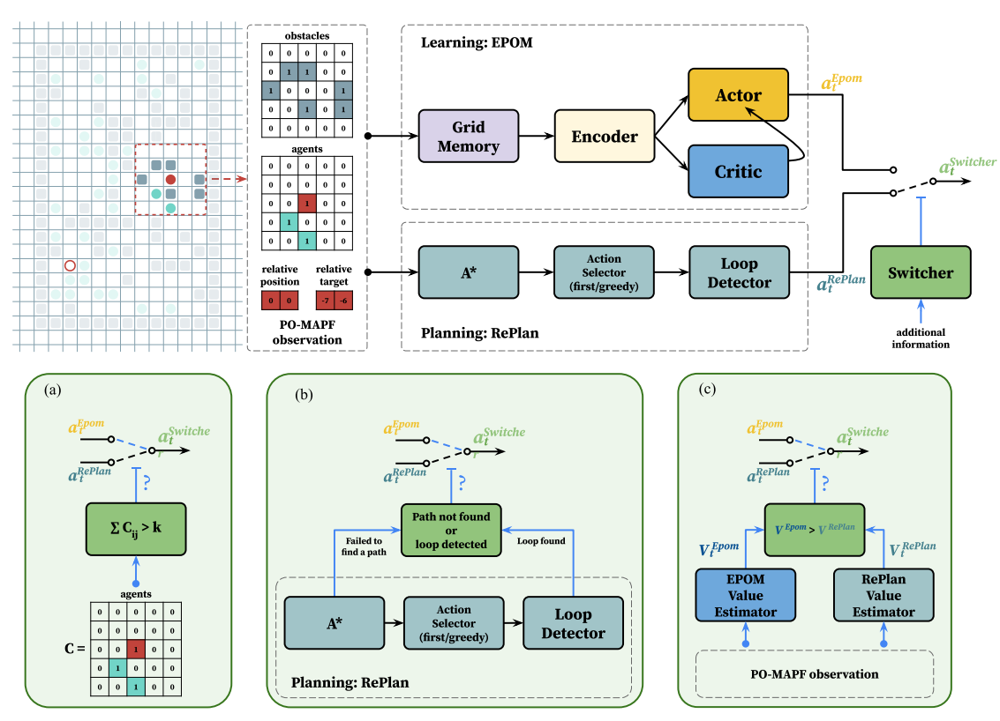 obstacles
0 0 0 0 0
0 1 1 0 0
1 0 0 0 1
0 0 1 0 1
0 0 0 0 0
agents
0 0 0 0 0
0 0 0 0 0
0 0 1 0 0
0 1 0 0 0
0 0 1 0 0
relative position
0 0
relative target
-7 -6
PO-MAPF
observation
Learning: EPOM
Grid
Memory
Encoder
Actor
Critic
a_t^Epom
A*
Action
Selector
(first/greedy)
Loop
Detector
a_t^RePlan
Planning: RePlan
a_t^Switcher
Switcher
additional
information
(a)
a_t^Epom
a_t^Switche
r
a_t^RePlan
?
∑ C_ij > k
agents
C =
0 0 0 0 0
0 0 0 0 0
0 0 1 0 0
0 1 0 0 0
0 0 1 0 0
(b)
a_t^Epom
a_t^Switche
r
a_t^RePlan
?
Path not found
or
loop detected
Failed to
find a path
Loop found
A*
Action
Selector
(first/greedy)
Loop
Detector
Planning: RePlan
(c)
a_t^Epom
a_t^Switche
r
a_t^RePlan
?
V^Epom > V^RePlan
V_t^Epom
V_t^RePlan
EPOM
Value
Estimator
RePlan
Value
Estimator
PO-MAPF observation